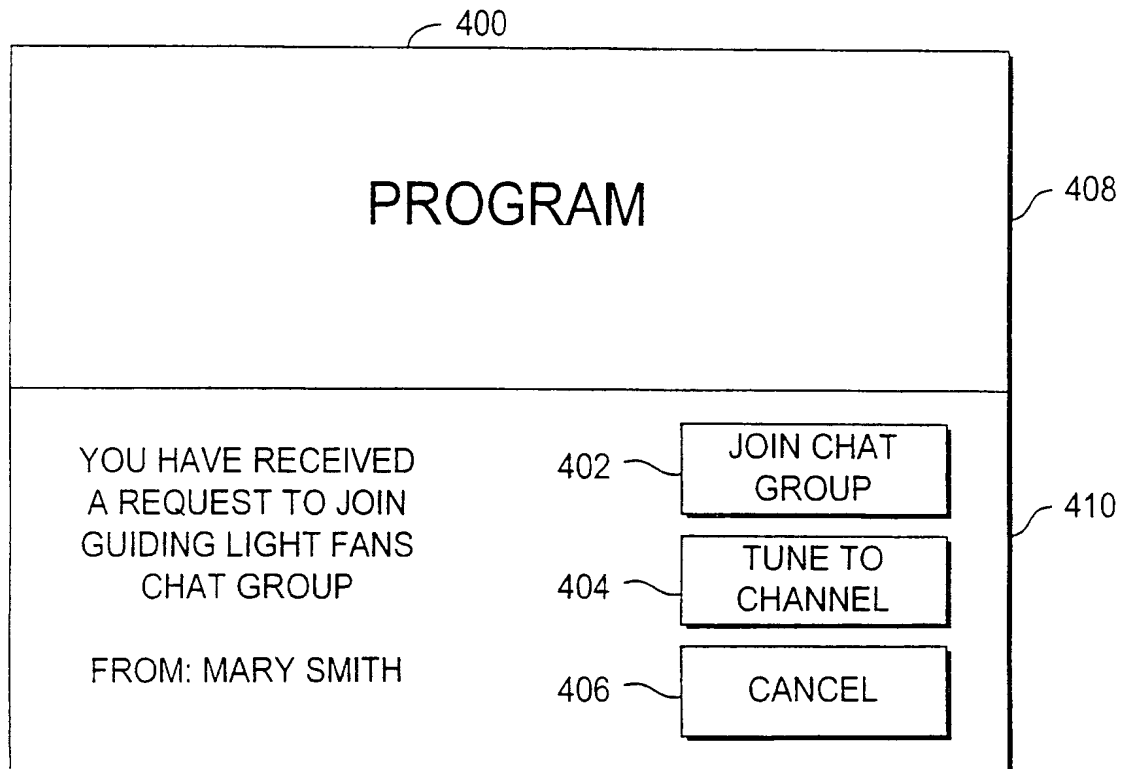 400
PROGRAM
408
YOU HAVE RECEIVED
A REQUEST TO JOIN
GUIDING LIGHT FANS
CHAT GROUP
FROM: MARY SMITH
402
JOIN CHAT
GROUP
410
404
TUNE TO
CHANNEL
406
CANCEL